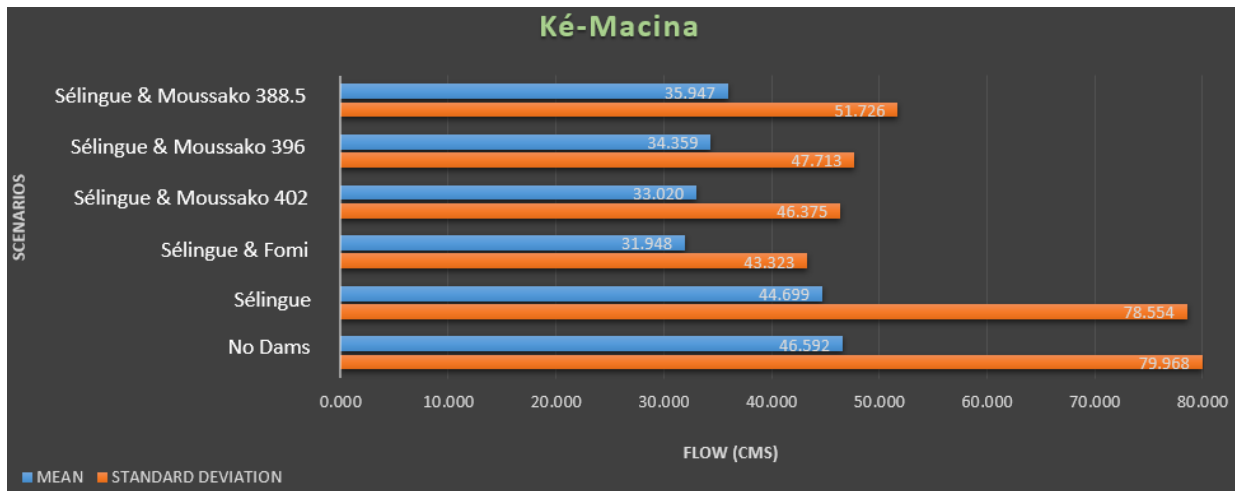 Ké-Macina
SCENARIOS
Sélingue & Moussako 388.5
35.947
51.726
Sélingue & Moussako 396
34.359
47.713
Sélingue & Moussako 402
33.020
46.375
Sélingue & Fomi
31.948
43.323
Sélingue
44.699
78.554
No Dams
46.592
79.968
0.000 10.000 20.000 30.000 40.000 50.000 60.000 70.000 80.000
FLOW (CMS)
MEAN STANDARD DEVIATION